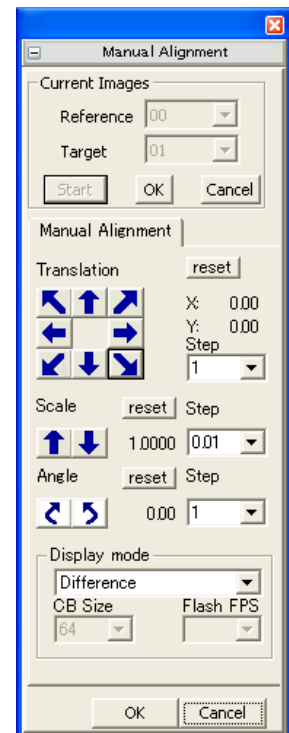 Manual Alignment
Current Images
Reference 00
Target 01
Start OK Cancel
Manual Alignment
Translation reset
X: 0.00
Y: 0.00
Step
1
Scale reset Step
1.0000 0.01
Angle reset Step
0.00 1
Display mode
Difference
CB Size Flash FPS
64
OK Cancel